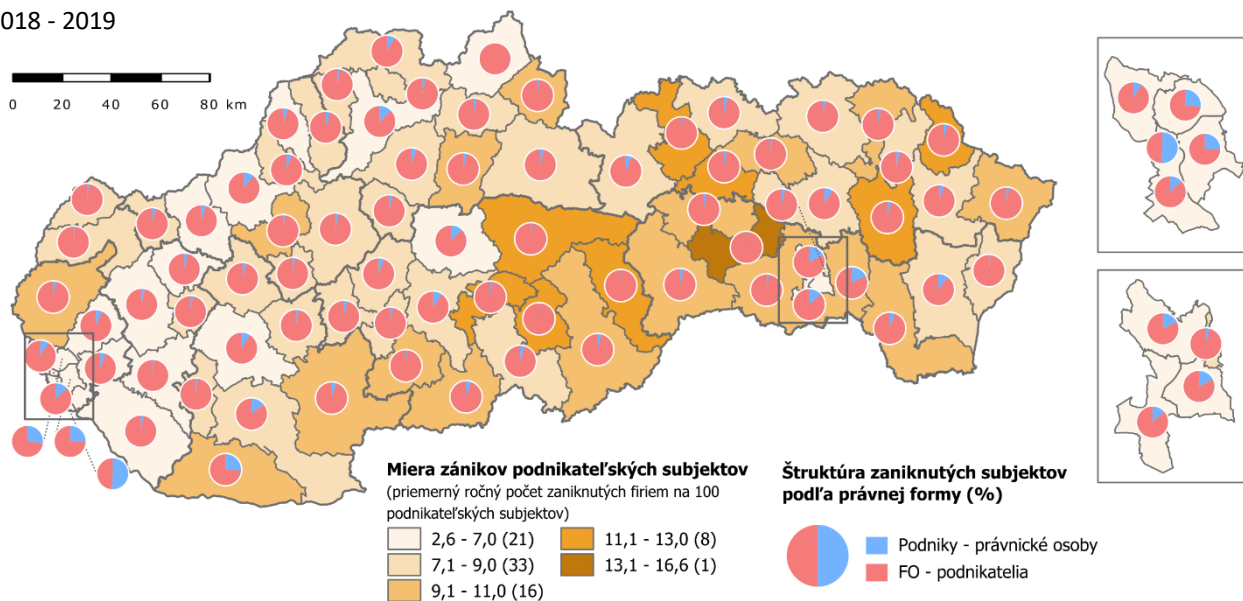 018 - 2019
0 20 40 60 80 km
Miera zánikov podnikateľských subjektov
(priemerný ročný počet zaniknutých firiem na 100
podnikateľských subjektov)
2,6 - 7,0 (21)
7,1 - 9,0 (33)
9,1 - 11,0 (16)
11,1 - 13,0 (8)
13,1 - 16,6 (1)
Štruktúra zaniknutých subjektov
podľa právnej formy (%)
Podniky - právnické osoby
FO - podnikatelia